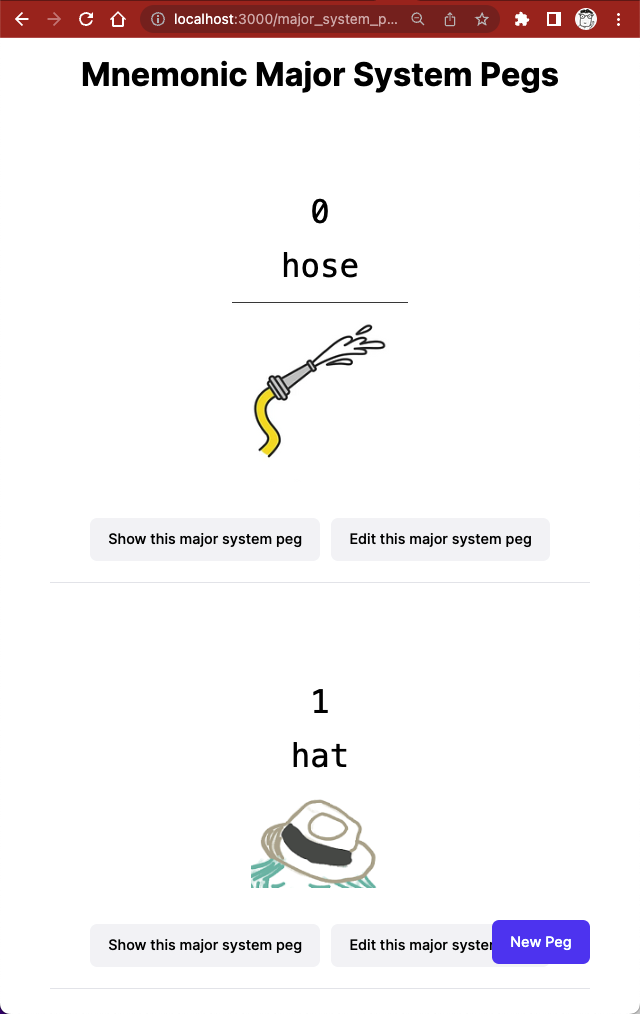 localhost:3000/major_system_p...
Mnemonic Major System Pegs
0
hose
Show this major system peg
Edit this major system peg
1
hat
Show this major system peg
Edit this major syste
New Peg